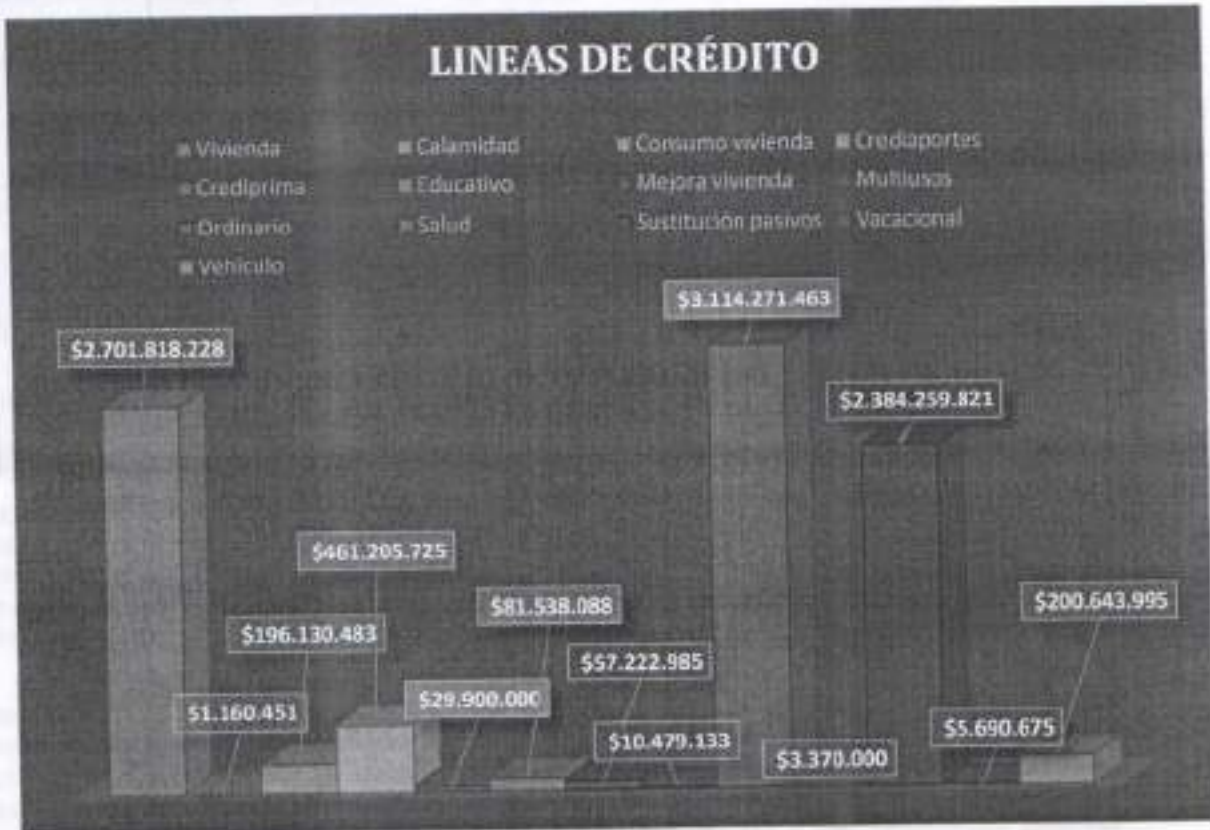 LINEAS DE CRÉDITO
Vivienda Calamidad Consumo vivienda Crediaportes
Crediprima Educativo Mejora vivienda Multiusos
Ordinario Salud Sustitución pasivos Vacacional
Vehículo
$3.114.271.463
$2.701.818.228
$2.384.259.821
$461.205.725
$81.538.088
$200.643.995
$196.130.483
$57.222.985
$29.900.000
$1.160.451
$5.690.675
$10.479.133
$3.370.000